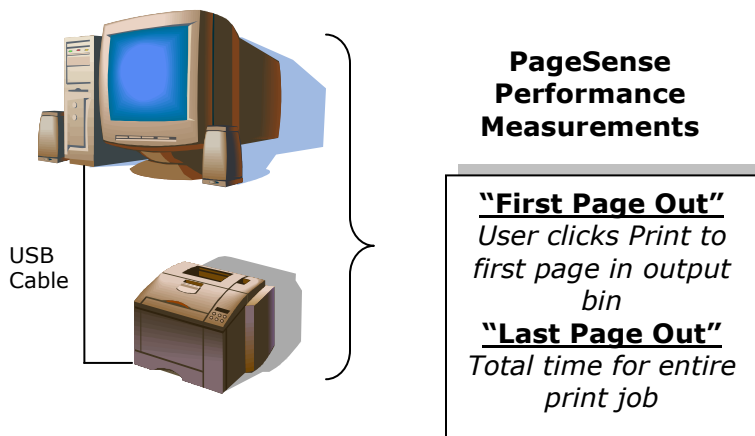 PageSense
Performance
Measurements
"First Page Out"
User clicks Print to
first page in output
bin
"Last Page Out"
Total time for entire
print job
USB
Cable